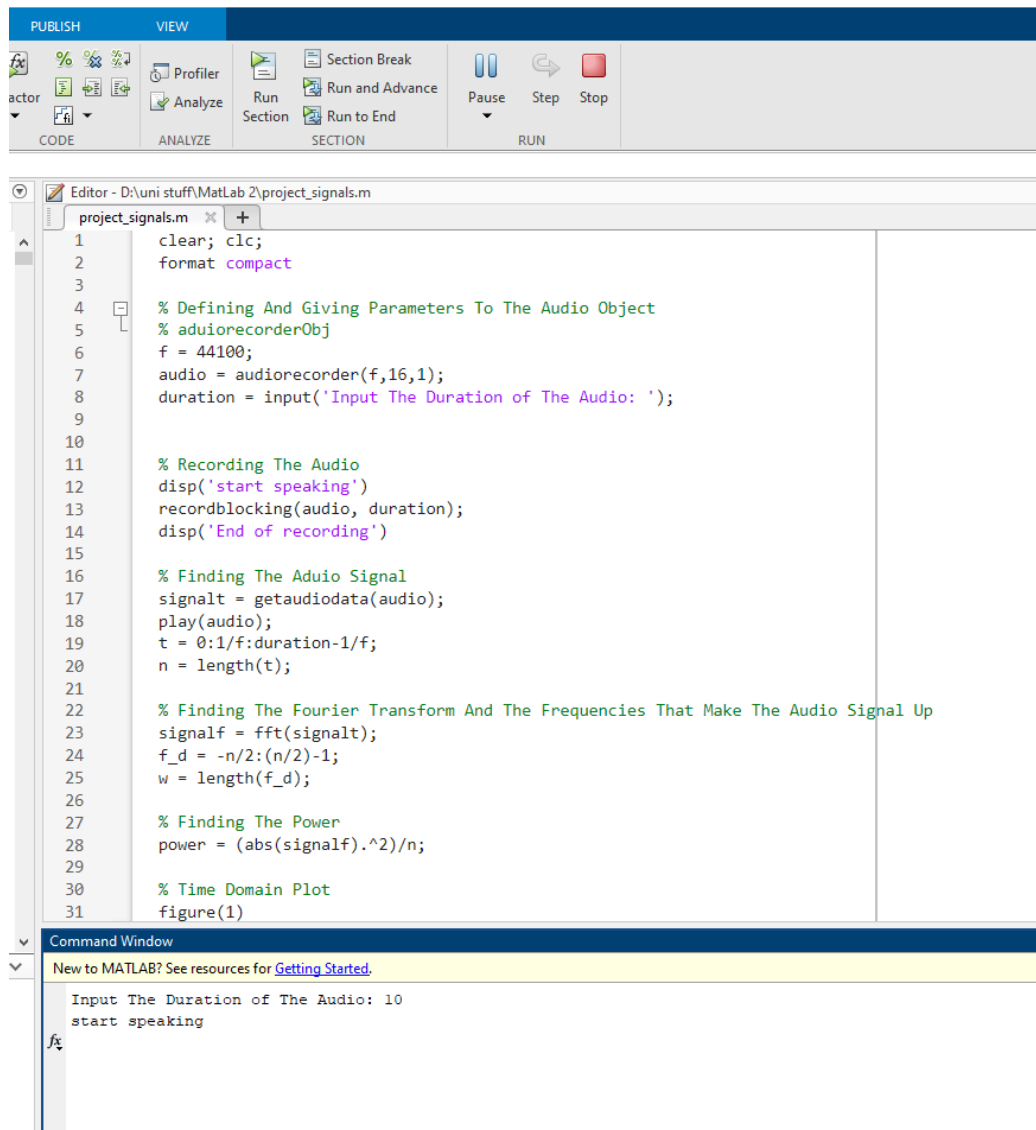 PUBLISH VIEW
fx
actor
Profiler
Analyze
Run
Section
Section Break
Run and Advance
Run to End
Pause Step Stop
CODE ANALYZE SECTION RUN
Editor - D:\uni stuff\MatLab 2\project_signals.m
project_signals.m
1 clear; clc;
2 format compact
3
4 % Defining And Giving Parameters To The Audio Object
5 % aduiorecorderObj
6 f = 44100;
7 audio = audiorecorder(f,16,1);
8 duration = input('Input The Duration of The Audio: ');
9
10
11 % Recording The Audio
12 disp('start speaking')
13 recordblocking(audio, duration);
14 disp('End of recording')
15
16 % Finding The Aduio Signal
17 signalt = getaudiodata(audio);
18 play(audio);
19 t = 0:1/f:duration-1/f;
20 n = length(t);
21
22 % Finding The Fourier Transform And The Frequencies That Make The Audio Signal Up
23 signalf = fft(signalt);
24 f_d = -n/2:(n/2)-1;
25 w = length(f_d);
26
27 % Finding The Power
28 power = (abs(signalf).^2)/n;
29
30 % Time Domain Plot
31 figure(1)
Command Window
New to MATLAB? See resources for Getting Started.
Input The Duration of The Audio: 10
start speaking
fx